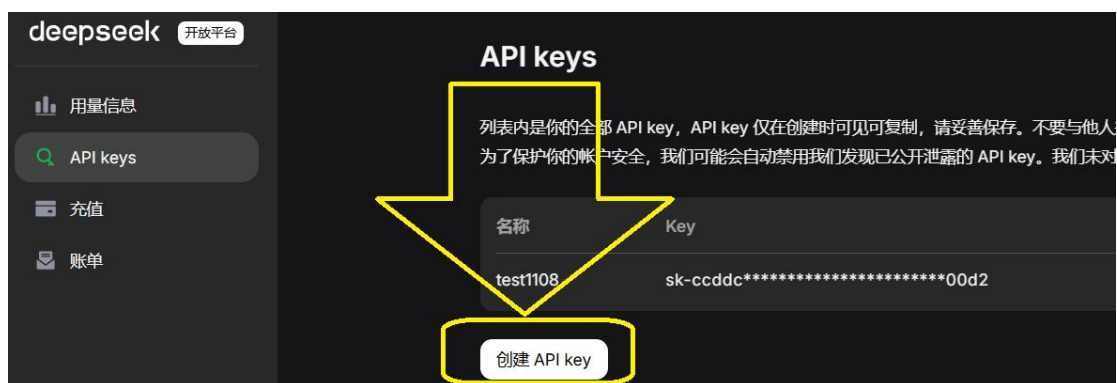 deepseek 开放平台
用量信息
API keys
充值
账单
API keys
列表内是你的全部 API key，API key 仅在创建时可见可复制，请妥善保存。不要与他人
为了保护你的帐户安全，我们可能会自动禁用我们发现已公开泄露的 API key。我们未对
名称 Key
test1108 sk-ccddc***********************00d2
创建 API key